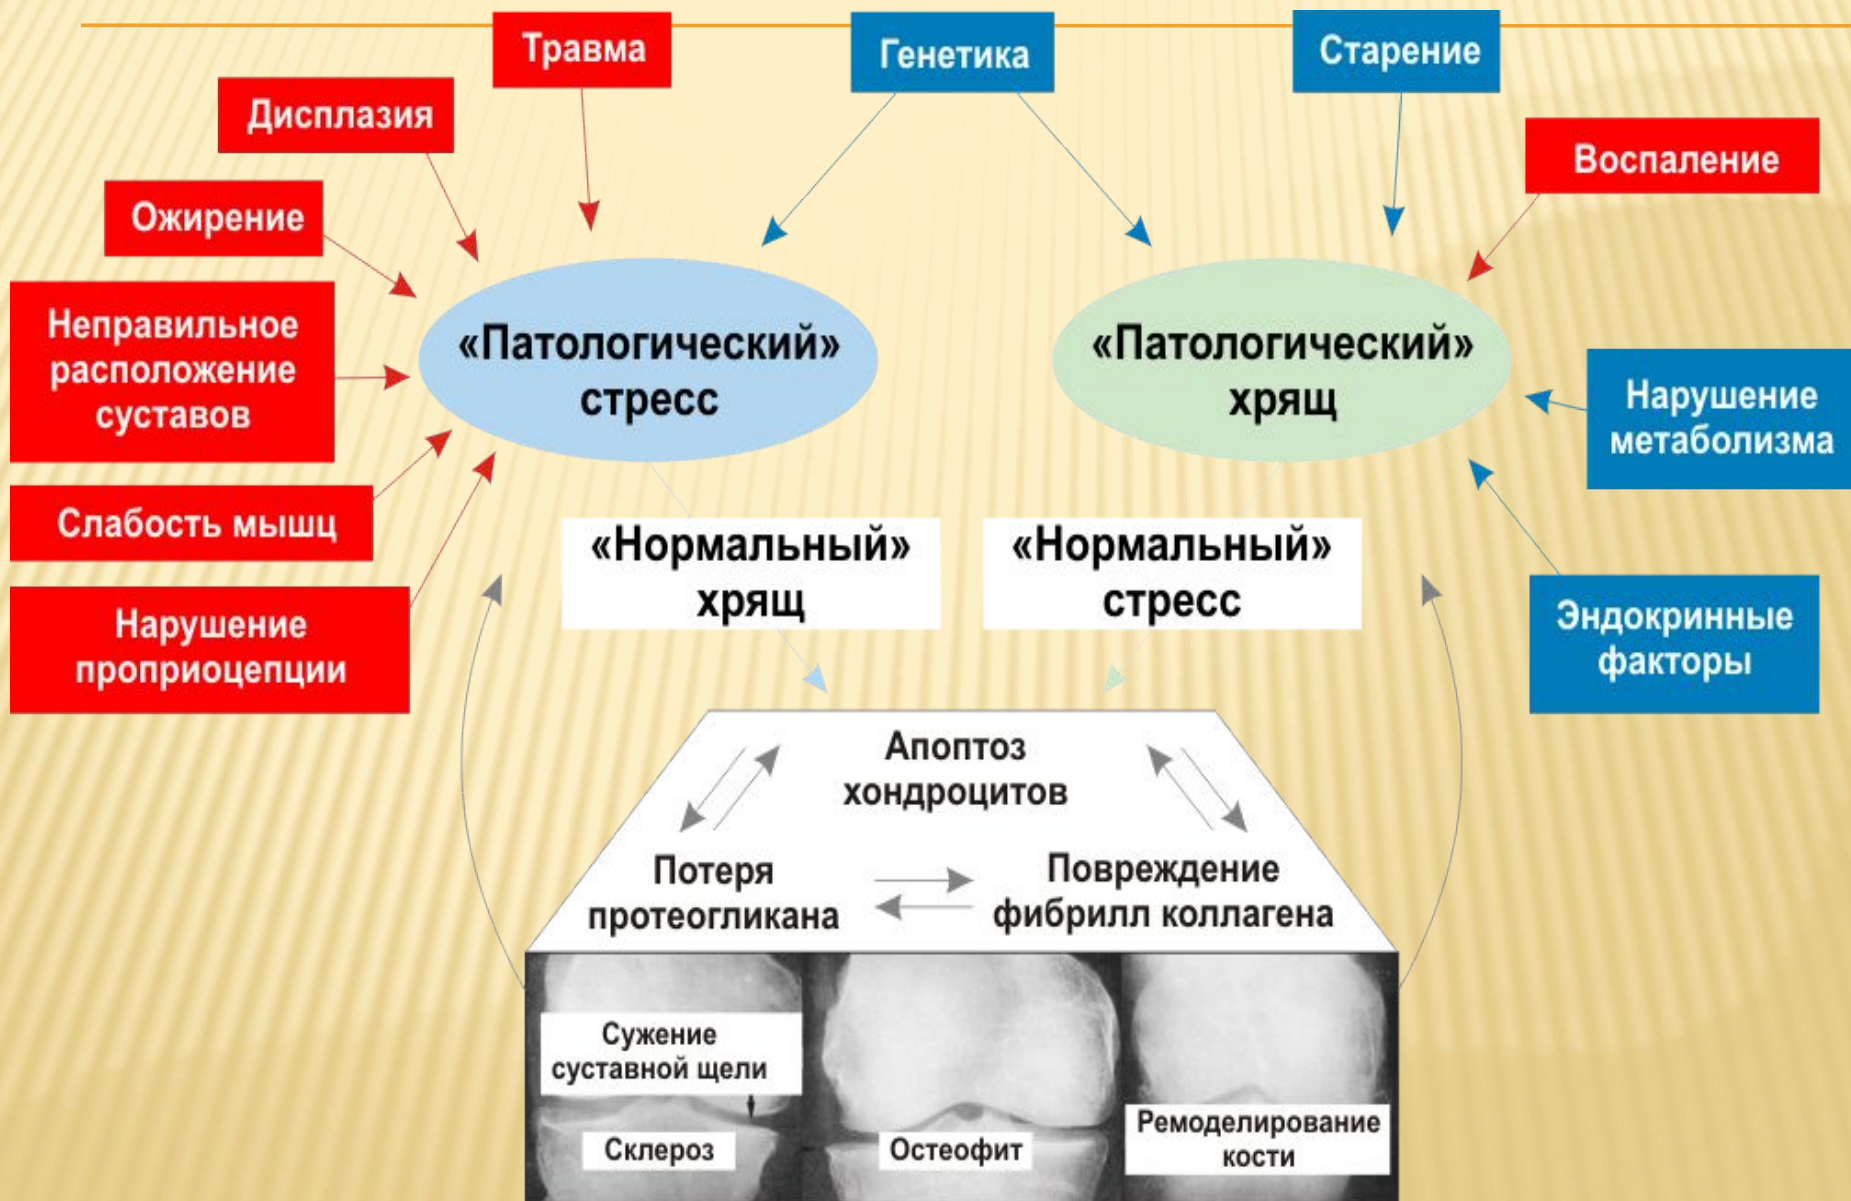 Травма
Генетика
Старение
Дисплазия
Воспаление
Ожирение
Неправильное
расположение
суставов
«Патологический»
стресс
«Патологический»
хрящ
Нарушение
метаболизма
Слабость мышц
«Нормальный»
хрящ
«Нормальный»
стресс
Нарушение
проприоцепции
Эндокринные
факторы
Апоптоз
хондроцитов
Потеря
протеогликана
Повреждение
фибрилл коллагена
Сужение
суставной щели
Склероз
Остеофит
Ремоделирование
кости